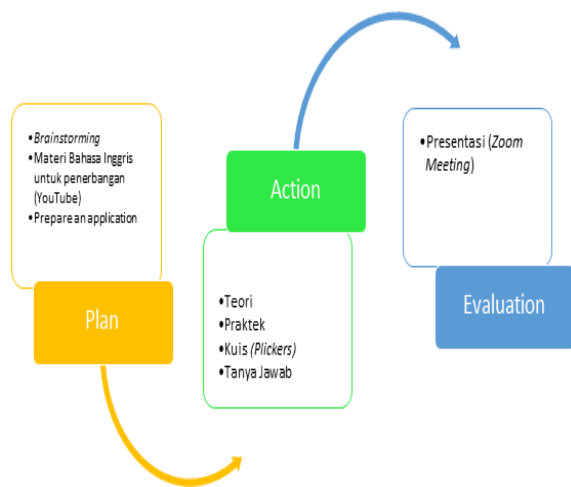 •Brainstorming
•Materi Bahasa Inggris
untuk penerbangan
(YouTube)
•Prepare an application
Plan
Action
•Teori
•Praktek
•Kuis (Plickers)
•Tanya Jawab
•Presentasi (Zoom
Meeting)
Evaluation